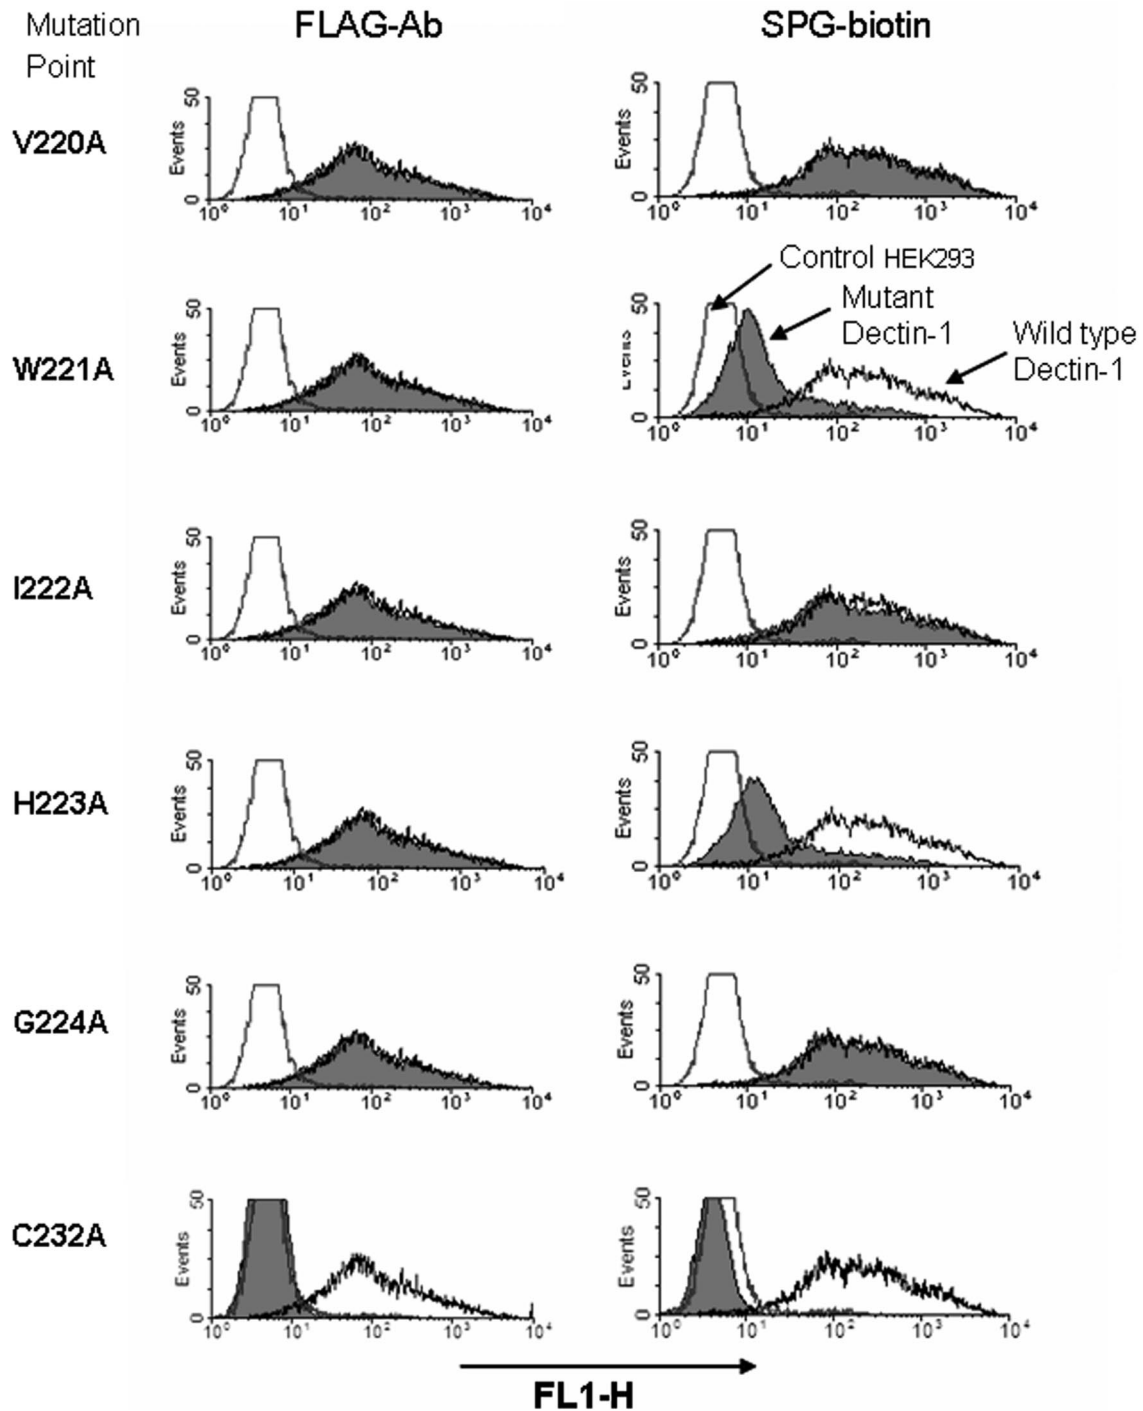 Mutation Point
FLAG-Ab
SPG-biotin
V220A
Events
50
0
10⁰ 10¹ 10² 10³ 10⁴
Events
50
0
10⁰ 10¹ 10² 10³ 10⁴
W221A
Events
50
0
10⁰ 10¹ 10² 10³ 10⁴
Events
50
0
10⁰ 10¹ 10² 10³ 10⁴
Control HEK293
Mutant
Dectin-1
Wild type
Dectin-1
I222A
Events
50
0
10⁰ 10¹ 10² 10³ 10⁴
Events
50
0
10⁰ 10¹ 10² 10³ 10⁴
H223A
Events
50
0
10⁰ 10¹ 10² 10³ 10⁴
Events
50
0
10⁰ 10¹ 10² 10³ 10⁴
G224A
Events
50
0
10⁰ 10¹ 10² 10³ 10⁴
Events
50
0
10⁰ 10¹ 10² 10³ 10⁴
C232A
Events
50
0
10⁰ 10¹ 10² 10³ 10⁴
Events
50
0
10⁰ 10¹ 10² 10³ 10⁴
FL1-H